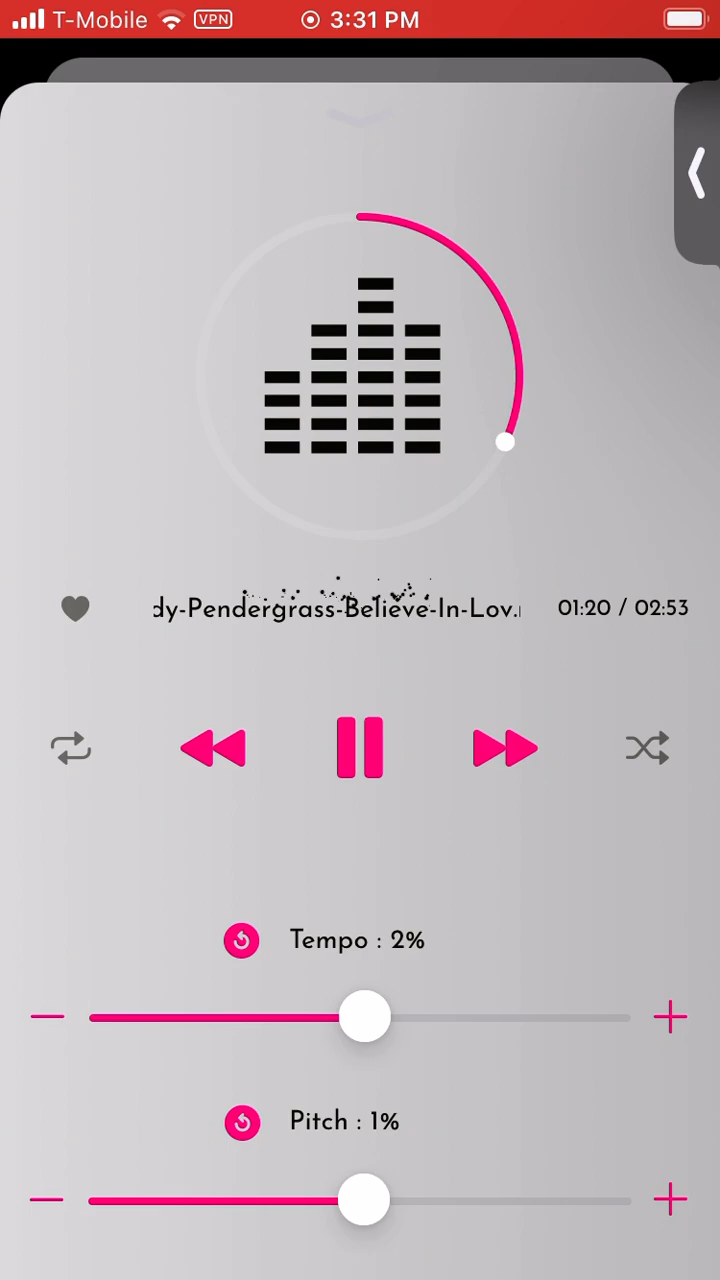 T-Mobile VPN 3:31 PM
dy-Pendergrass-Believe-In-Lov.
01:20 / 02:53
Tempo : 2%
Pitch : 1%